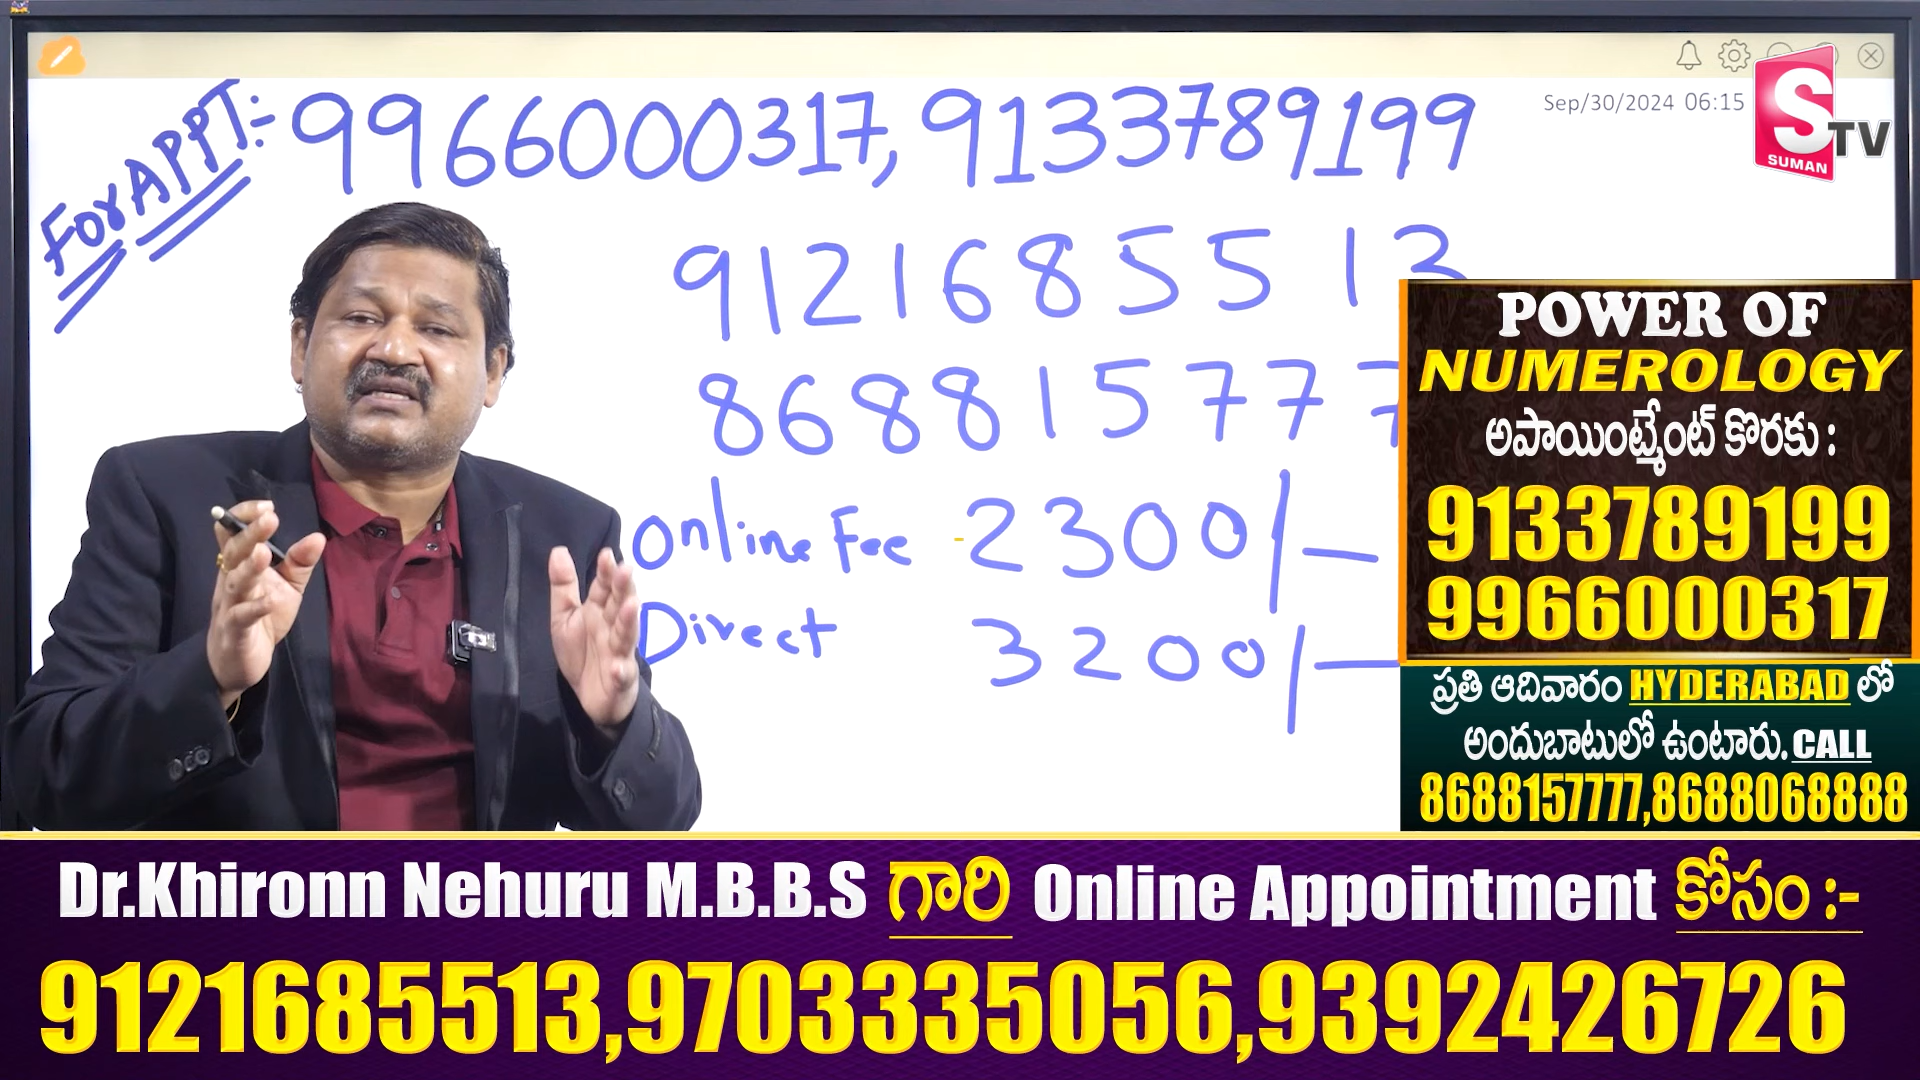 Sep/30/2024 06:15
S TV
SUMAN
For APPT:- 9966000317, 9133789199
9121685513
868815777
Online Fee - 2300/-
Direct 3200/-
POWER OF
NUMEROLOGY
అపాయింట్మేంట్ కొరకు :
9133789199
9966000317
ప్రతి ఆదివారం HYDERABAD లో
అందుబాటులో ఉంటారు. CALL
8688157777,8688068888
Dr.Khironn Nehuru M.B.B.S గారి Online Appointment కోసం :-
9121685513,9703335056,9392426726